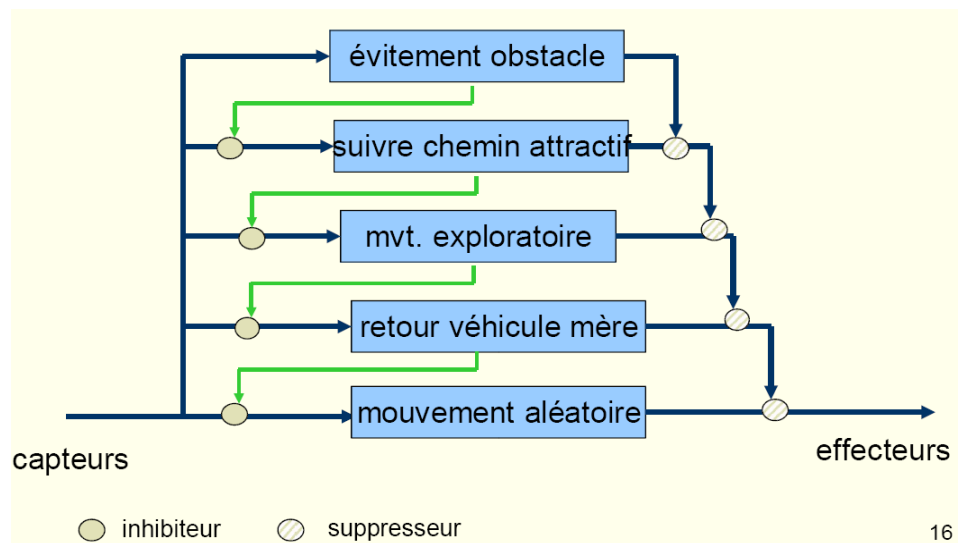 évitement obstacle
suivre chemin attractif
mvt. exploratoire
retour véhicule mère
mouvement aléatoire
capteurs
effecteurs
inhibiteur
suppresseur
16